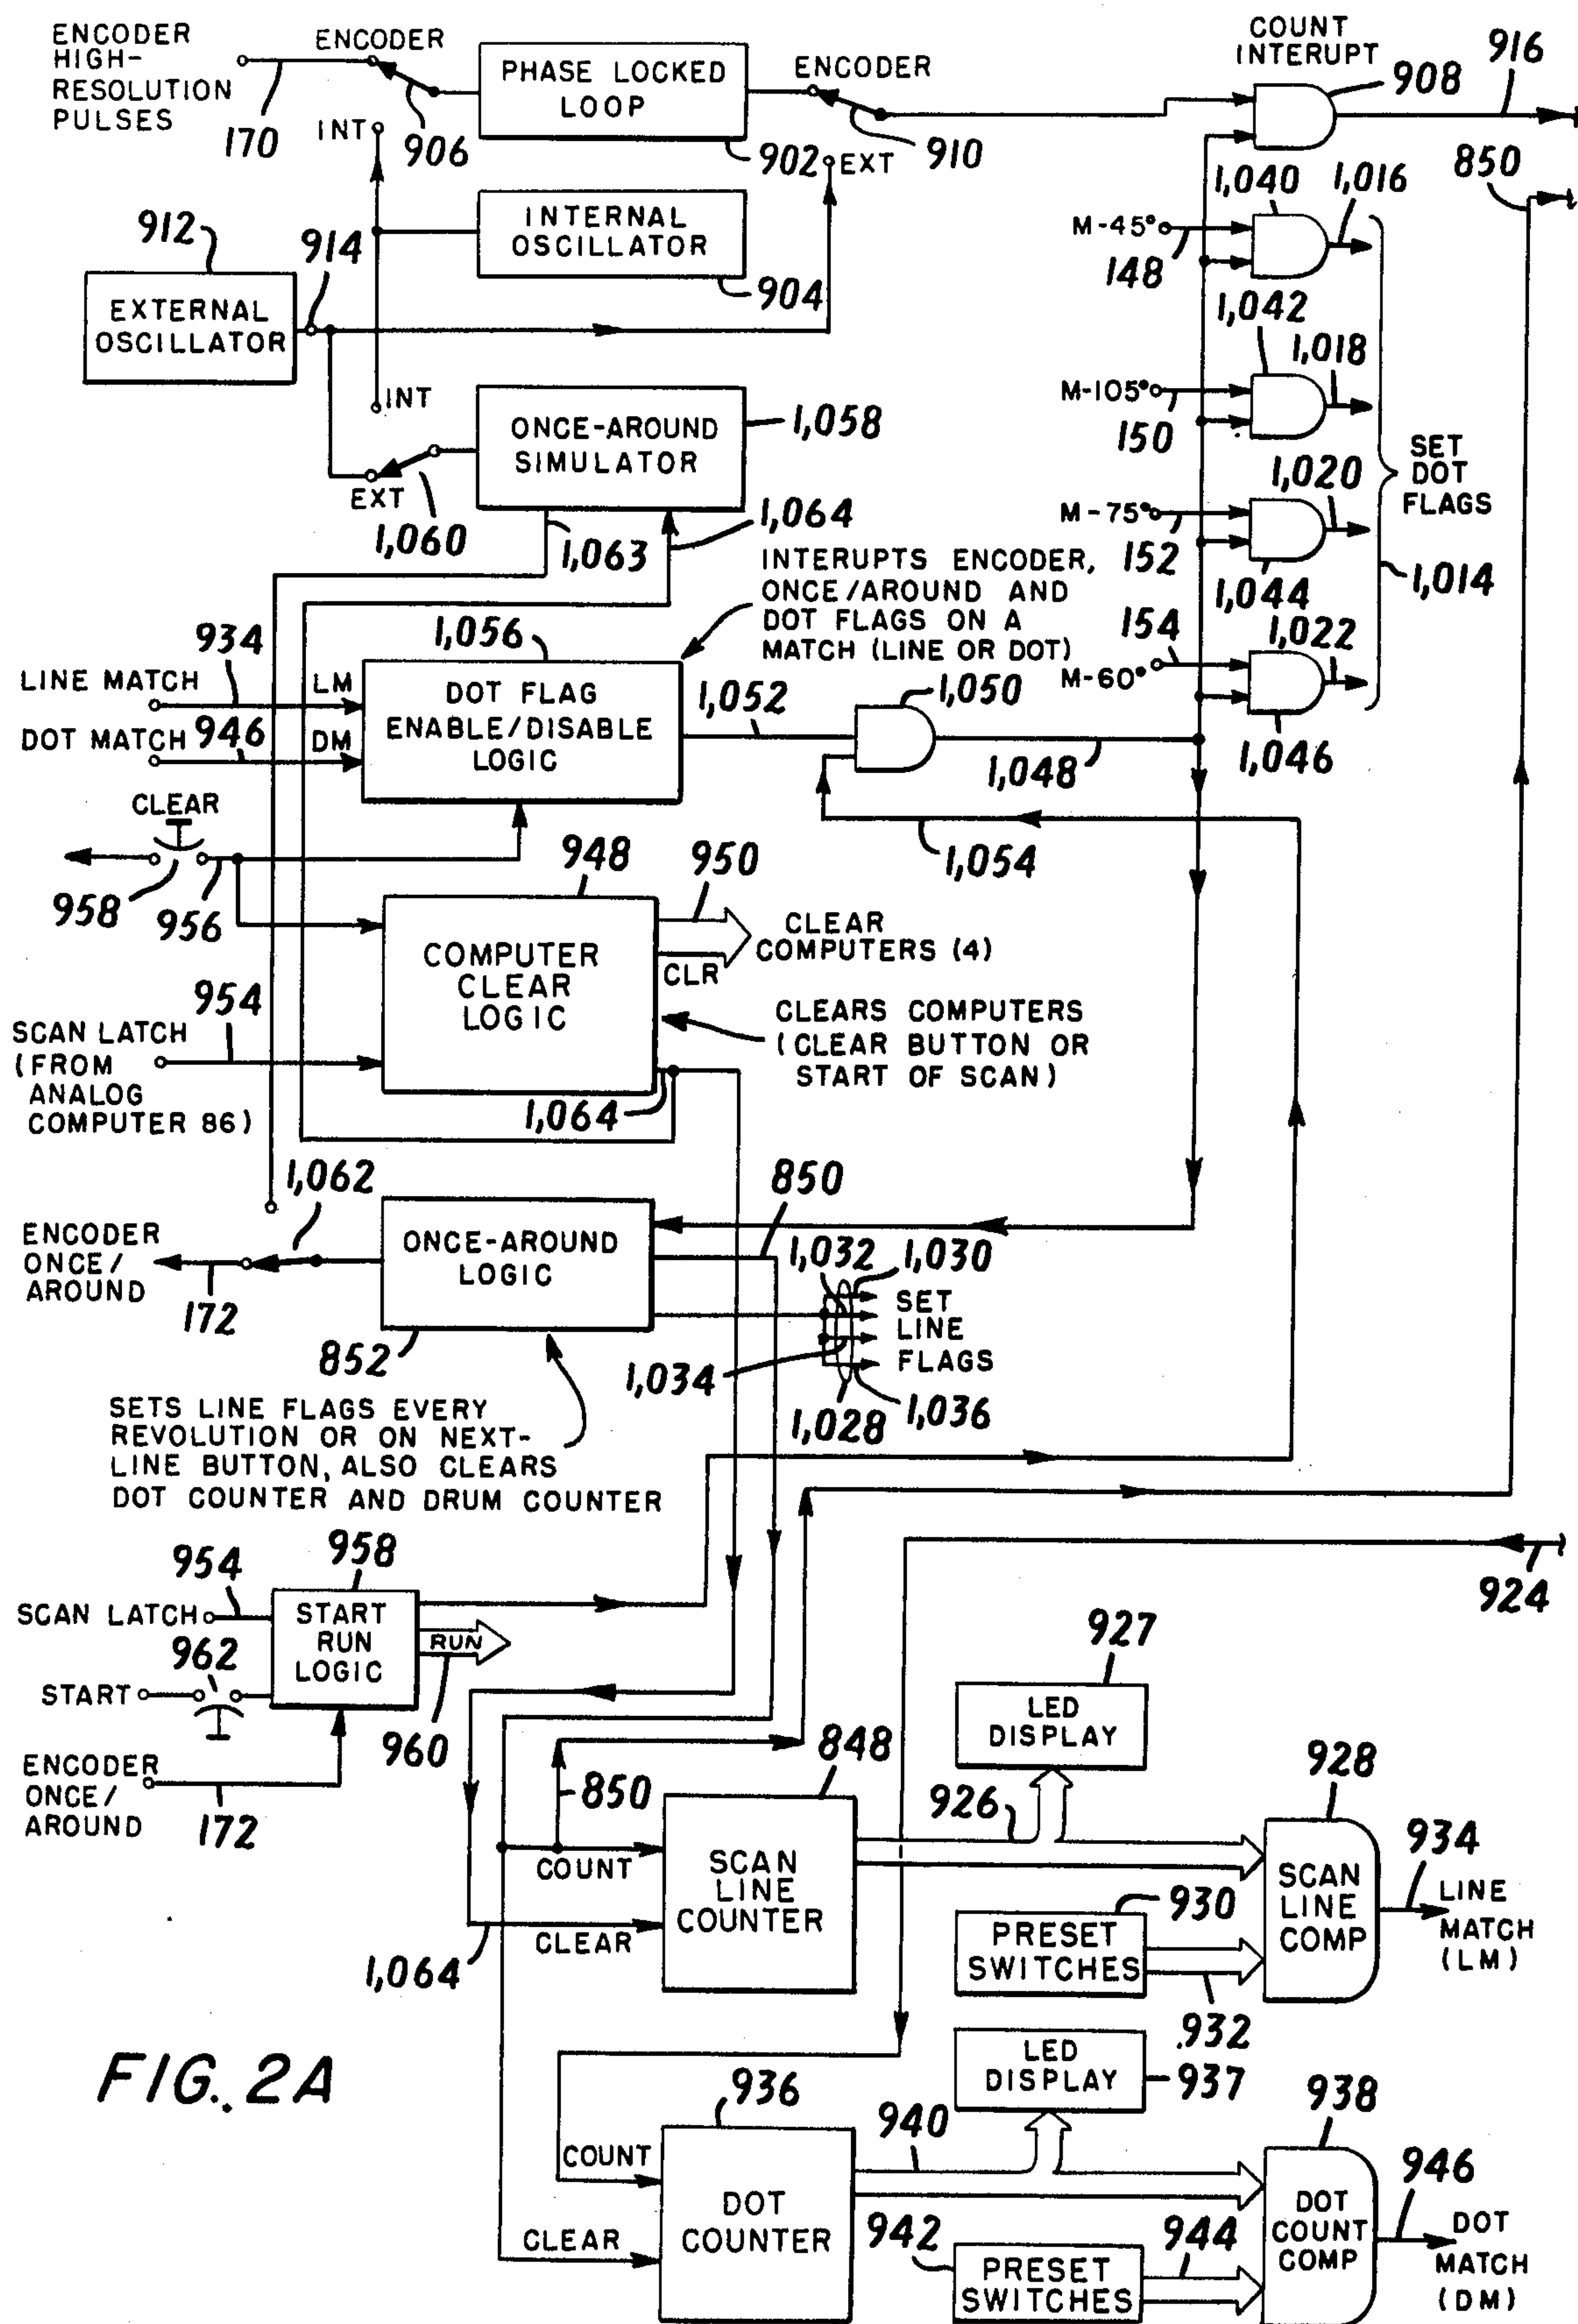 ENCODER
HIGH-
RESOLUTION
PULSES
170
ENCODER
906
INT
PHASE LOCKED
LOOP
902
ENCODER
910
EXT
COUNT
INTERUPT
908
916
850
INTERNAL
OSCILLATOR
904
912
914
EXTERNAL
OSCILLATOR
INT
EXT
1,060
ONCE-AROUND
SIMULATOR
1,058
1,063
1,064
M-45°
148
1,040
1,016
M-105°
150
1,042
1,018
M-75°
152
1,044
1,020
M-60°
154
1,046
1,022
SET
DOT
FLAGS
1,014
INTERUPTS ENCODER,
ONCE/AROUND AND
DOT FLAGS ON A
MATCH (LINE OR DOT)
LINE MATCH
934
LM
DOT MATCH
946
DM
1,056
DOT FLAG
ENABLE/DISABLE
LOGIC
1,052
1,050
1,048
1,054
CLEAR
958
956
948
950
COMPUTER
CLEAR
LOGIC
CLEAR
COMPUTERS (4)
CLR
CLEARS COMPUTERS
(CLEAR BUTTON OR
START OF SCAN)
954
SCAN LATCH
(FROM
ANALOG
COMPUTER 86)
1,064
1,062
ENCODER
ONCE/
AROUND
172
ONCE-AROUND
LOGIC
852
850
1,032
1,030
SET
LINE
FLAGS
1,034
1,028
1,036
SETS LINE FLAGS EVERY
REVOLUTION OR ON NEXT-
LINE BUTTON, ALSO CLEARS
DOT COUNTER AND DRUM COUNTER
954
SCAN LATCH
958
START
RUN
LOGIC
RUN
960
962
START
ENCODER
ONCE/
AROUND
172
924
927
LED
DISPLAY
850
848
COUNT
SCAN
LINE
COUNTER
CLEAR
1,064
926
928
SCAN
LINE
COMP
934
LINE
MATCH
(LM)
930
PRESET
SWITCHES
932
LED
DISPLAY
937
FIG. 2A
936
COUNT
DOT
COUNTER
CLEAR
940
938
DOT
COUNT
COMP
946
DOT
MATCH
(DM)
942
PRESET
SWITCHES
944